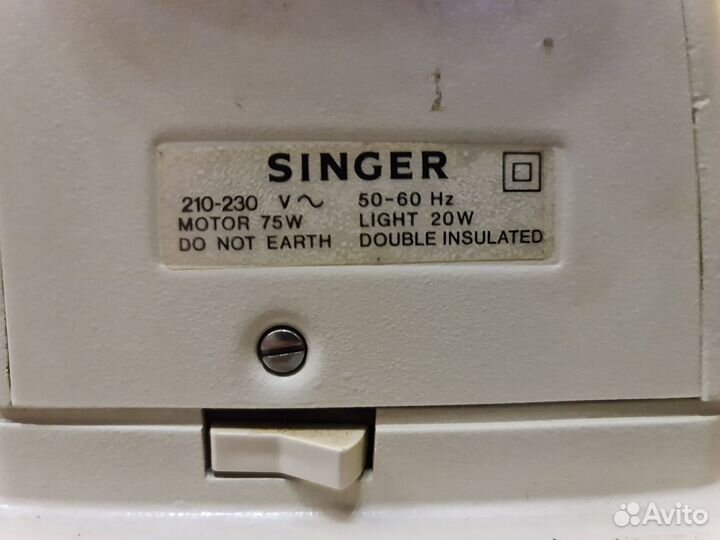 SINGER
210-230 V~ 50-60 Hz
MOTOR 75W LIGHT 20W
DO NOT EARTH DOUBLE INSULATED
Avito